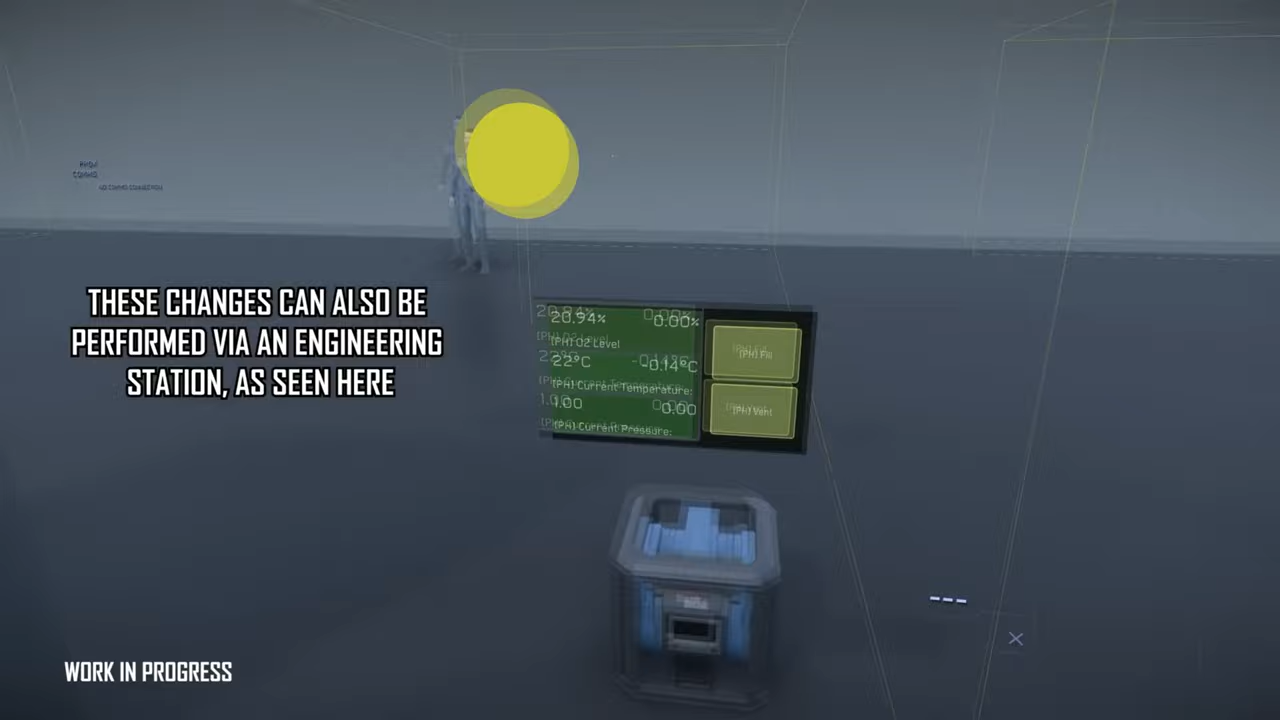 THESE CHANGES CAN ALSO BE
PERFORMED VIA AN ENGINEERING
STATION, AS SEEN HERE
20.94% 0.00%
[PH] O2 Level
22°C -0.14°C
[PH] Current Temperature:
1.00 0.00
[PH] Current Pressure:
[PH] Fill
[PH] Vent
WORK IN PROGRESS